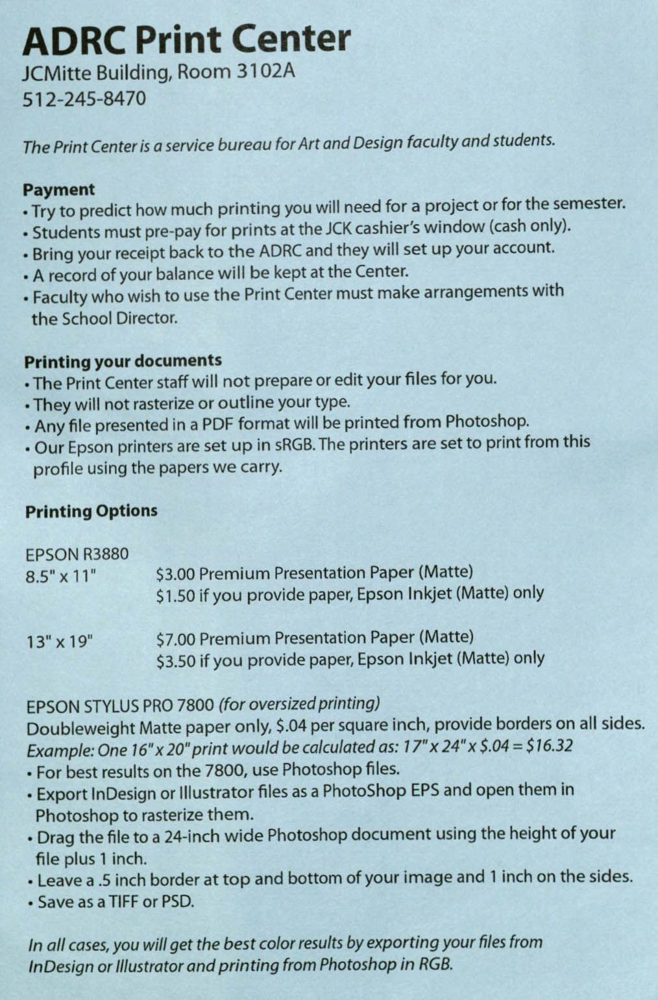 ADRC Print Center
JCMitte Building, Room 3102A
512-245-8470
The Print Center is a service bureau for Art and Design faculty and students.
Payment
• Try to predict how much printing you will need for a project or for the semester.
• Students must pre-pay for prints at the JCK cashier's window (cash only).
• Bring your receipt back to the ADRC and they will set up your account.
• A record of your balance will be kept at the Center.
• Faculty who wish to use the Print Center must make arrangements with
the School Director.
Printing your documents
• The Print Center staff will not prepare or edit your files for you.
• They will not rasterize or outline your type.
• Any file presented in a PDF format will be printed from Photoshop.
• Our Epson printers are set up in sRGB. The printers are set to print from this
profile using the papers we carry.
Printing Options
EPSON R3880
8.5" x 11" $3.00 Premium Presentation Paper (Matte)
$1.50 if you provide paper, Epson Inkjet (Matte) only
13" x 19" $7.00 Premium Presentation Paper (Matte)
$3.50 if you provide paper, Epson Inkjet (Matte) only
EPSON STYLUS PRO 7800 (for oversized printing)
Doubleweight Matte paper only, $.04 per square inch, provide borders on all sides.
Example: One 16" x 20" print would be calculated as: 17" x 24" x $.04 = $16.32
• For best results on the 7800, use Photoshop files.
• Export InDesign or Illustrator files as a PhotoShop EPS and open them in
Photoshop to rasterize them.
• Drag the file to a 24-inch wide Photoshop document using the height of your
file plus 1 inch.
• Leave a .5 inch border at top and bottom of your image and 1 inch on the sides.
• Save as a TIFF or PSD.
In all cases, you will get the best color results by exporting your files from
InDesign or Illustrator and printing from Photoshop in RGB.